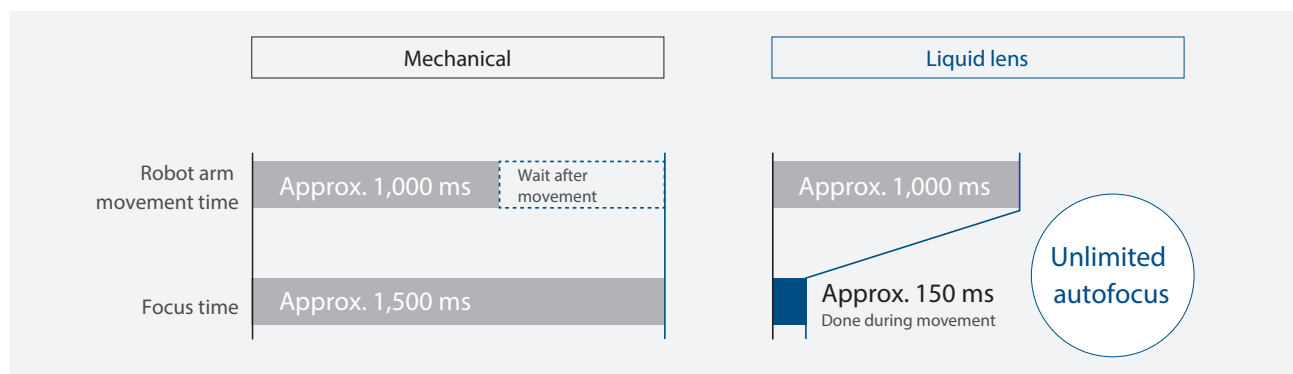 Mechanical
Liquid lens
Robot arm
movement time
Approx. 1,000 ms
Wait after
movement
Approx. 1,000 ms
Focus time
Approx. 1,500 ms
Approx. 150 ms
Done during movement
Unlimited
autofocus